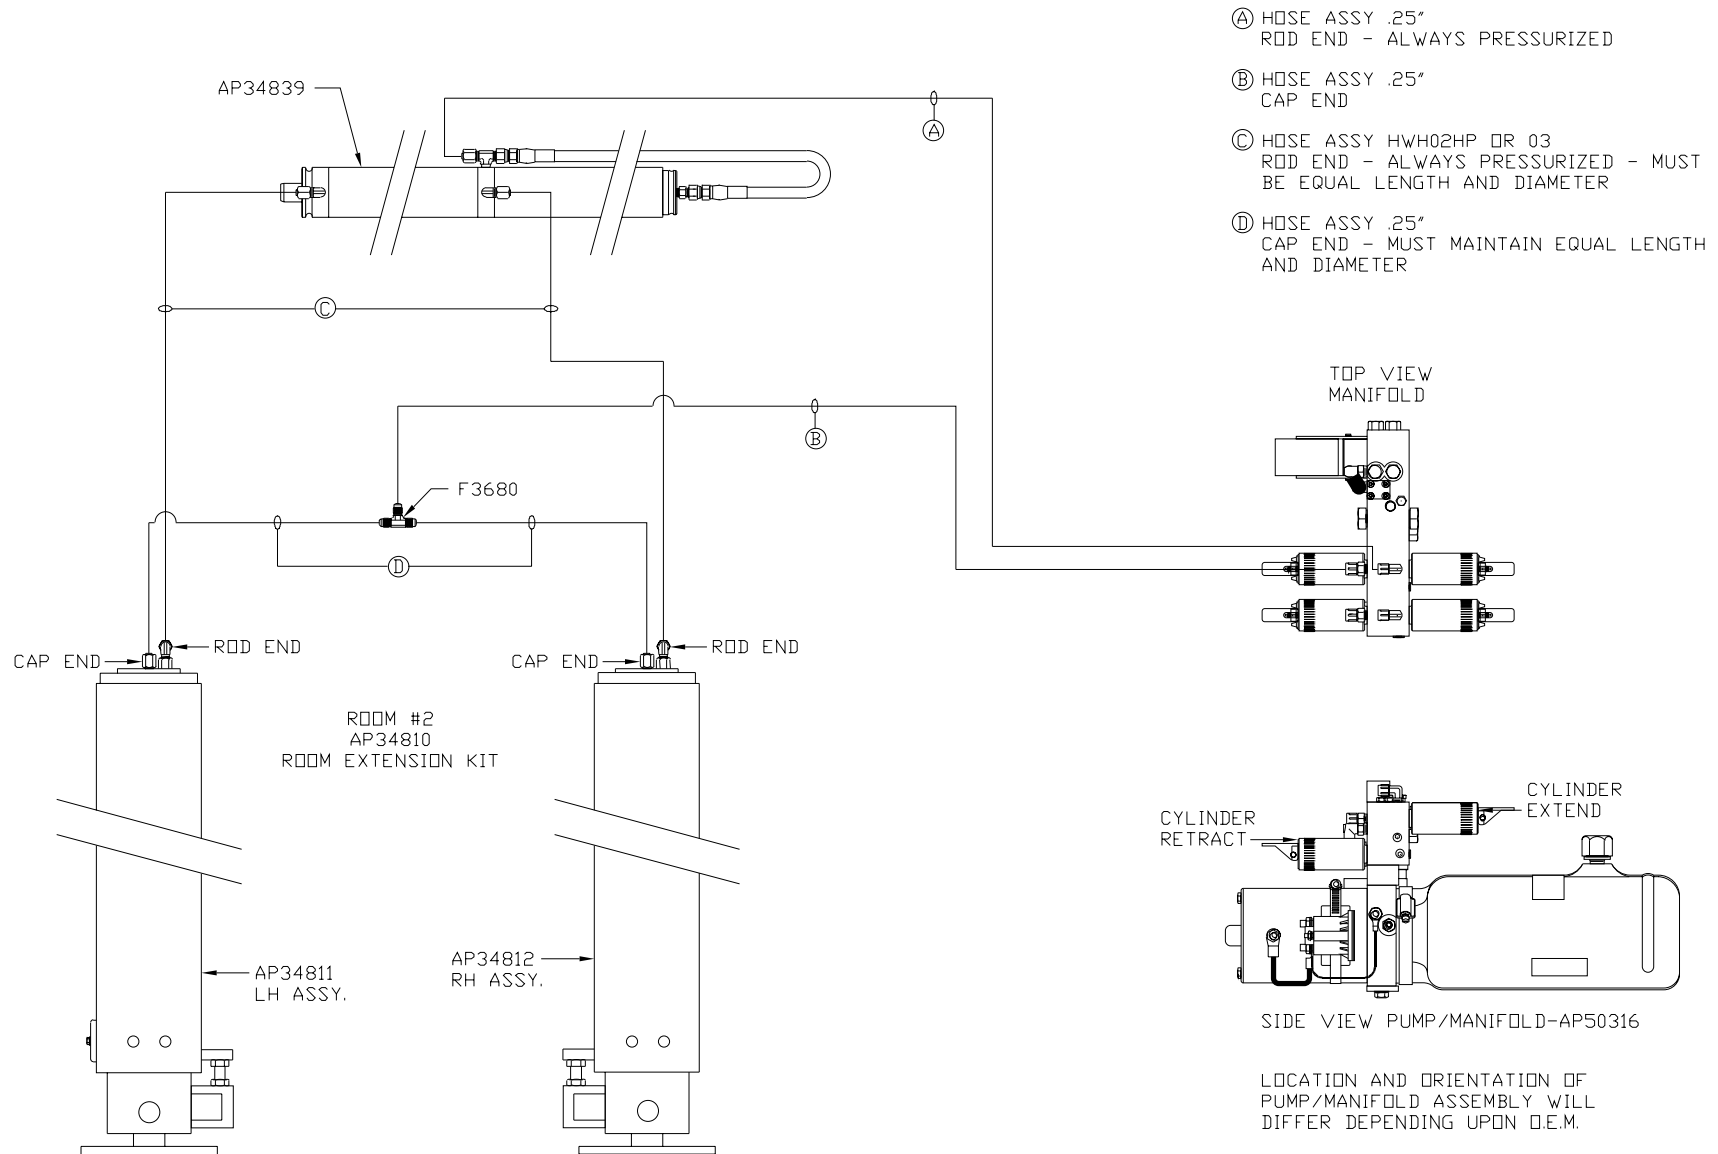 Ⓐ HOSE ASSY .25"
ROD END - ALWAYS PRESSURIZED
Ⓑ HOSE ASSY .25"
CAP END
Ⓒ HOSE ASSY HWH02HP OR 03
ROD END - ALWAYS PRESSURIZED - MUST
BE EQUAL LENGTH AND DIAMETER
Ⓓ HOSE ASSY .25"
CAP END - MUST MAINTAIN EQUAL LENGTH
AND DIAMETER
AP34839
A
C
B
TOP VIEW
MANIFOLD
F3680
D
CAP END
ROD END
CAP END
ROD END
ROOM #2
AP34810
ROOM EXTENSION KIT
AP34811
LH ASSY.
AP34812
RH ASSY.
CYLINDER
RETRACT
CYLINDER
EXTEND
SIDE VIEW PUMP/MANIFOLD-AP50316
LOCATION AND ORIENTATION OF
PUMP/MANIFOLD ASSEMBLY WILL
DIFFER DEPENDING UPON O.E.M.